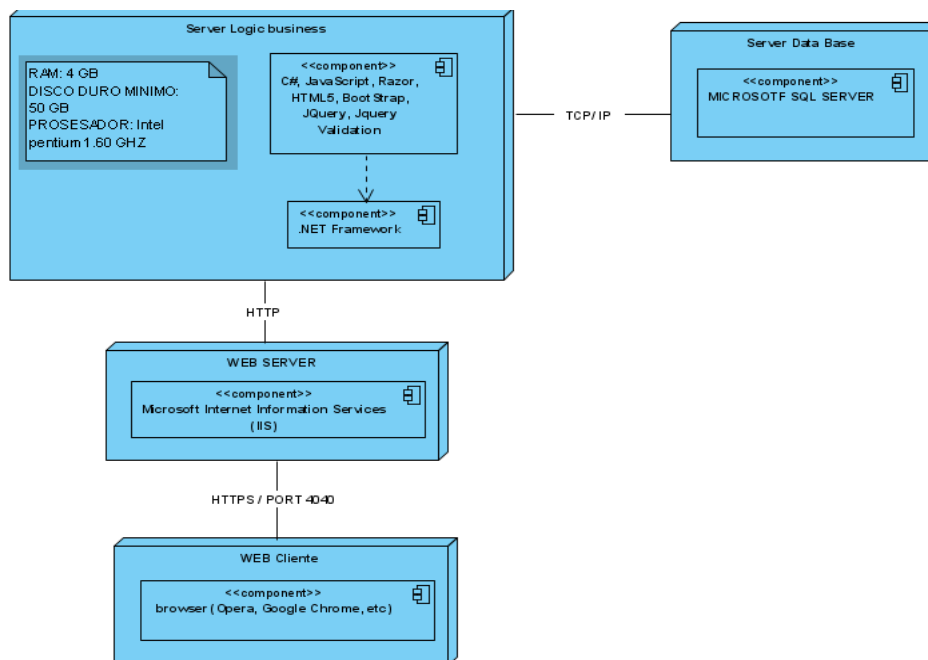 Server Logic business
RAM: 4 GB
DISCO DURO MINIMO:
50 GB
PROSESADOR: Intel
pentium 1.60 GHZ
<<component>>
C#, JavaScript, Razor,
HTML5, BootStrap,
JQuery, Jquery
Validation
<<component>>
.NET Framework
TCP/IP
Server Data Base
<<component>>
MICROSOTF SQL SERVER
HTTP
WEB SERVER
<<component>>
Microsoft Internet Information Services
(IIS)
HTTPS / PORT 4040
WEB Cliente
<<component>>
browser (Opera, Google Chrome, etc)